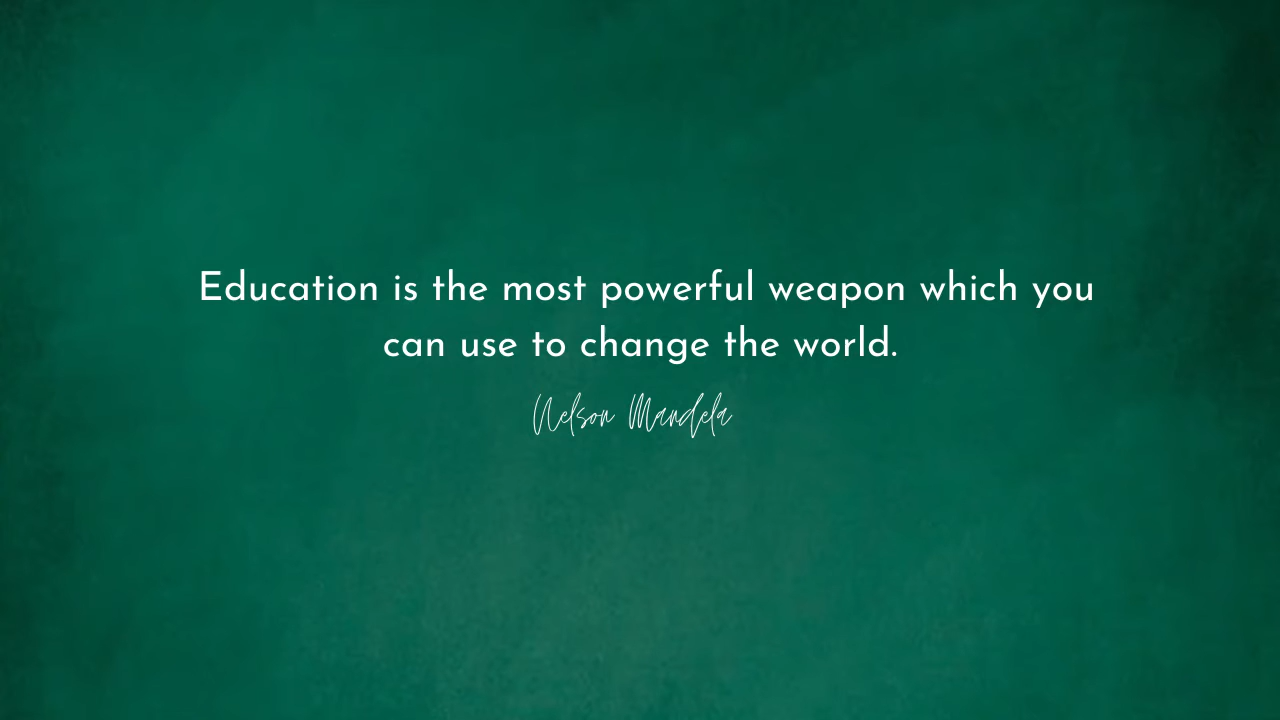 Education is the most powerful weapon which you
can use to change the world.
Nelson Mandela